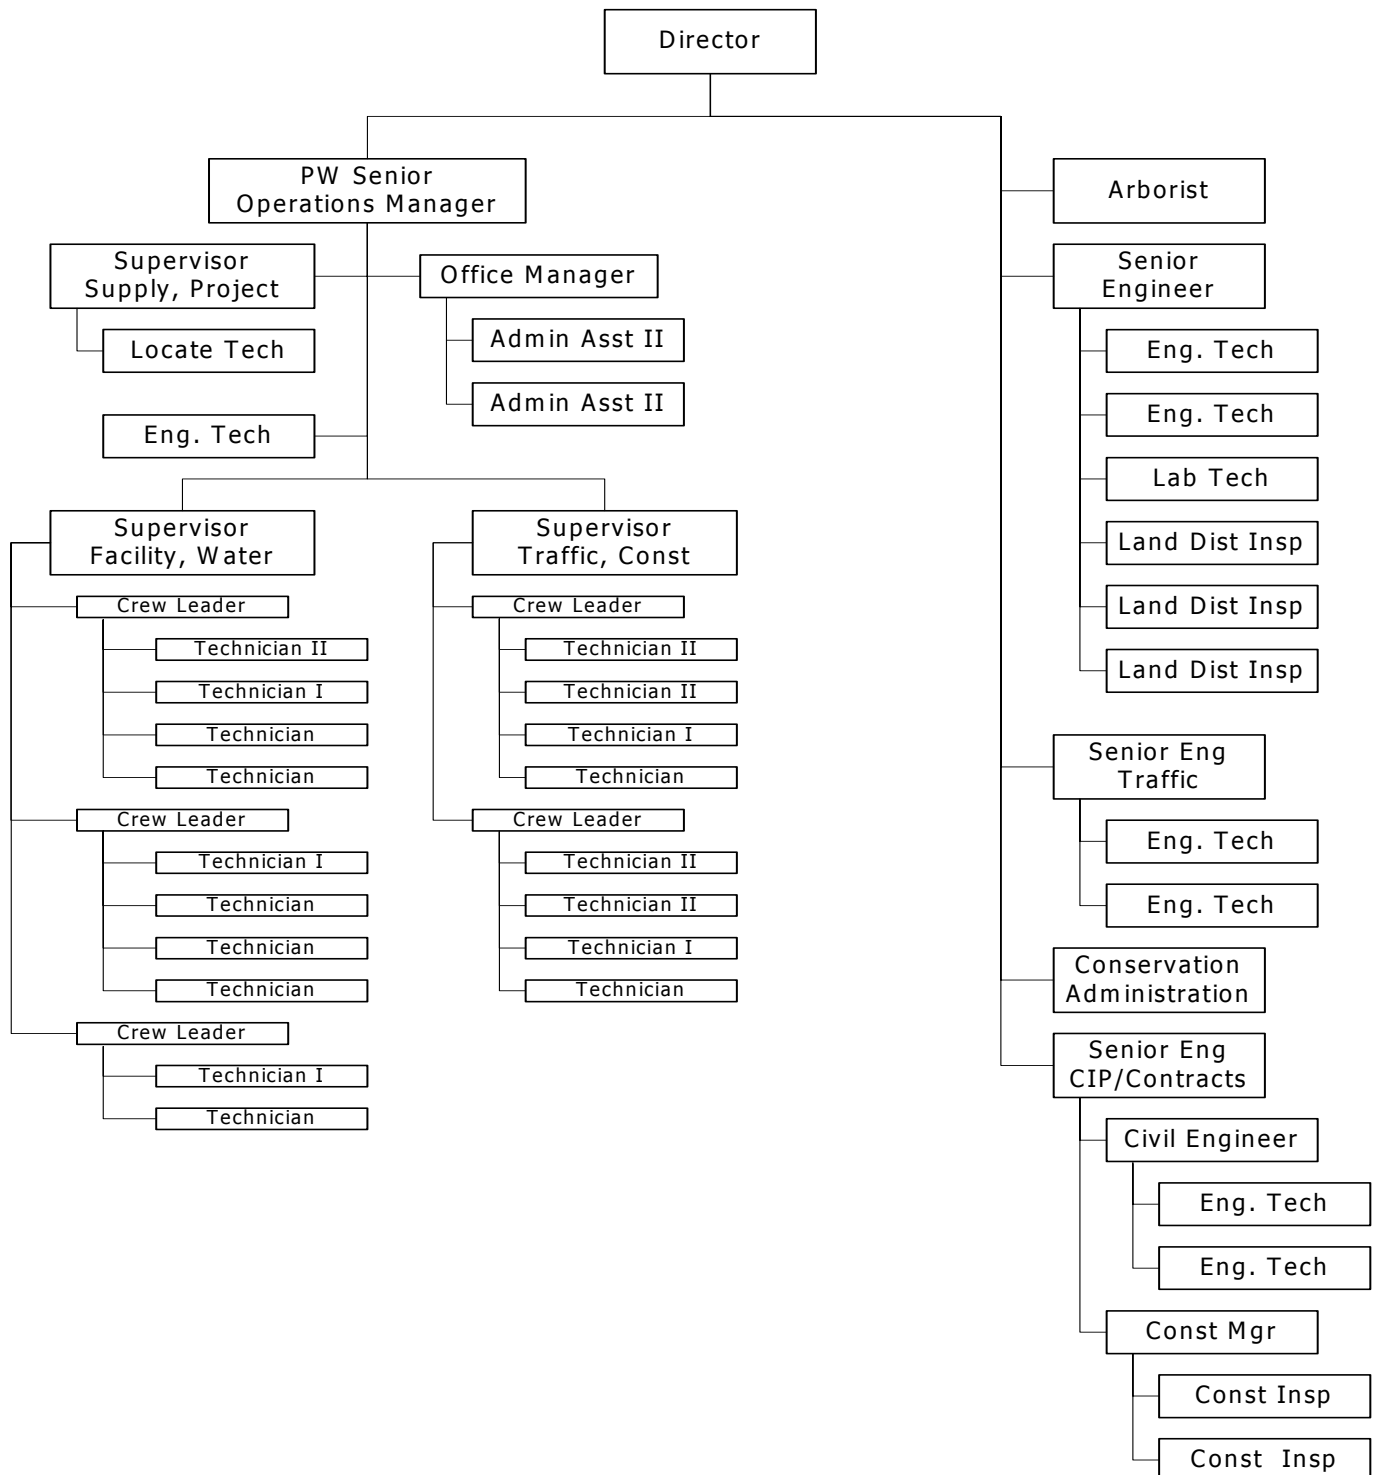 Director
PW Senior
Operations Manager
Supervisor
Supply, Project
Locate Tech
Office Manager
Admin Asst II
Admin Asst II
Eng. Tech
Supervisor
Facility, Water
Crew Leader
Technician II
Technician I
Technician
Technician
Crew Leader
Technician I
Technician
Technician
Technician
Crew Leader
Technician I
Technician
Supervisor
Traffic, Const
Crew Leader
Technician II
Technician II
Technician I
Technician
Crew Leader
Technician II
Technician II
Technician I
Technician
Arborist
Senior
Engineer
Eng. Tech
Eng. Tech
Lab Tech
Land Dist Insp
Land Dist Insp
Land Dist Insp
Senior Eng
Traffic
Eng. Tech
Eng. Tech
Conservation
Administration
Senior Eng
CIP/Contracts
Civil Engineer
Eng. Tech
Eng. Tech
Const Mgr
Const Insp
Const Insp